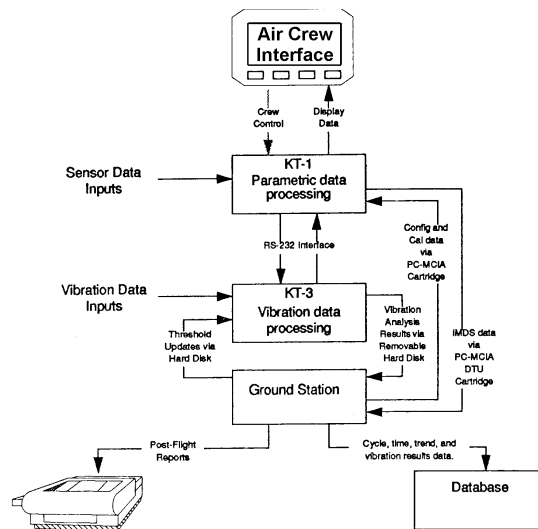 Air Crew
Interface
Crew
Control
Display
Data
KT-1
Parametric data
processing
Sensor Data
Inputs
RS-232 Interface
Config and
Cal data
via
PC-MCIA
Cartridge
KT-3
Vibration data
processing
Vibration Data
Inputs
Threshold
Updates via
Hard Disk
Vibration
Analysis
Results via
Removable
Hard Disk
IMDS data
via
PC-MCIA
DTU
Cartridge
Ground Station
Post-Flight
Reports
Cycle, time, trend, and
vibration results data.
Database